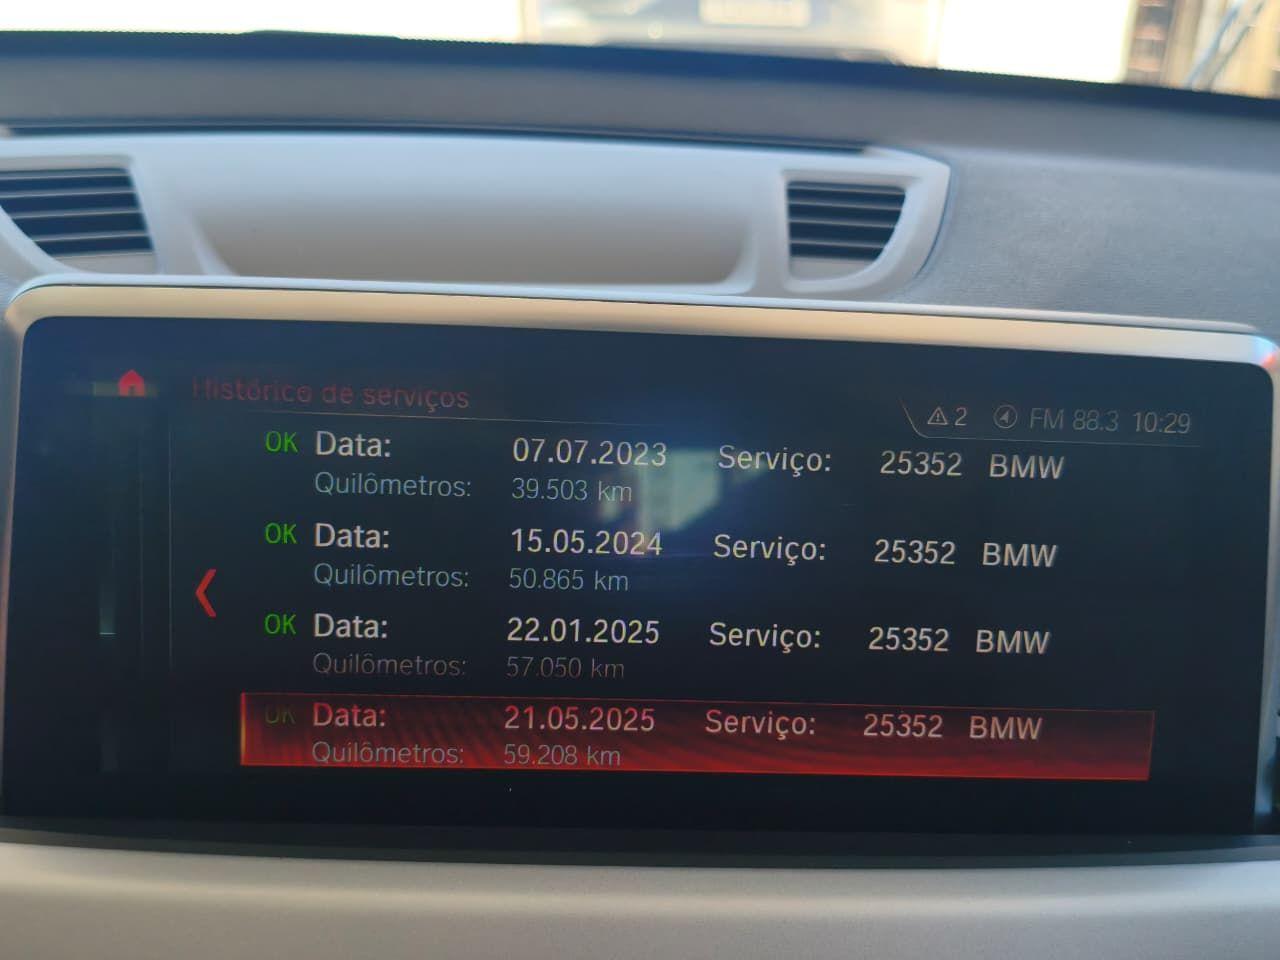 Histórico de serviços
2 FM 88.3 10:29
OK Data: 07.07.2023 Serviço: 25352 BMW
Quilômetros: 39.503 km
OK Data: 15.05.2024 Serviço: 25352 BMW
Quilômetros: 50.865 km
OK Data: 22.01.2025 Serviço: 25352 BMW
Quilômetros: 57.050 km
OK Data: 21.05.2025 Serviço: 25352 BMW
Quilômetros: 59.208 km